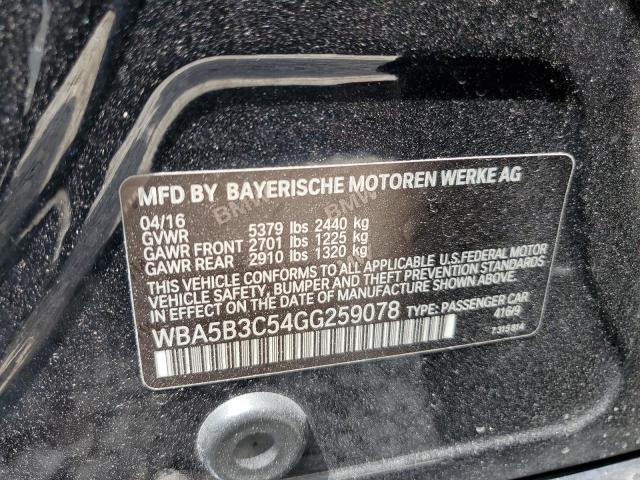 MFD BY BAYERISCHE MOTOREN WERKE AG
04/16
GVWR 5379 lbs 2440 kg
GAWR FRONT 2701 lbs 1225 kg
GAWR REAR 2910 lbs 1320 kg
THIS VEHICLE CONFORMS TO ALL APPLICABLE U.S. FEDERAL MOTOR
VEHICLE SAFETY, BUMPER AND THEFT PREVENTION STANDARDS
IN EFFECT ON THE DATE OF MANUFACTURE SHOWN ABOVE.
WBA5B3C54GG259078 TYPE: PASSENGER CAR
416/9
7315814